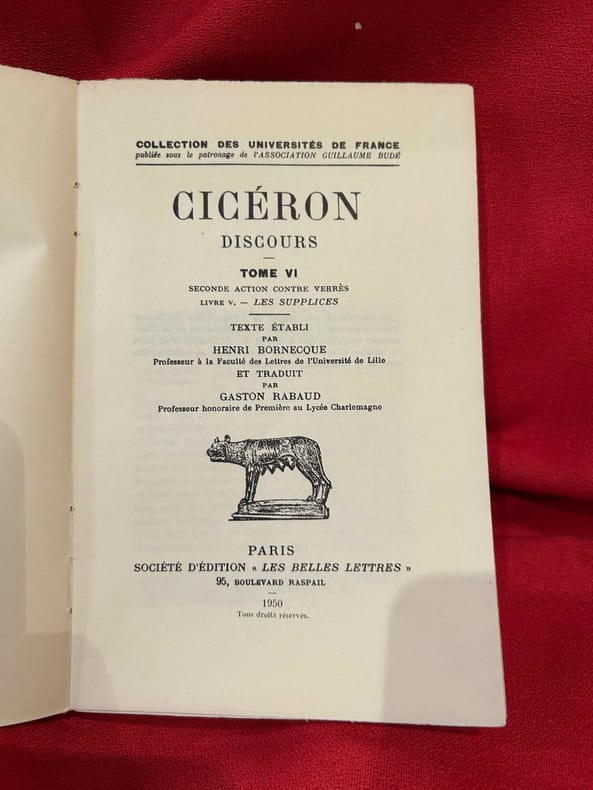 COLLECTION DES UNIVERSITÉS DE FRANCE
publiée sous le patronage de l'ASSOCIATION GUILLAUME BUDÉ
CICÉRON
DISCOURS
TOME VI
SECONDE ACTION CONTRE VERRÈS
LIVRE V. — LES SUPPLICES
TEXTE ÉTABLI
PAR
HENRI BORNECQUE
Professeur à la Faculté des Lettres de l'Université de Lille
ET TRADUIT
PAR
GASTON RABAUD
Professeur honoraire de Première au Lycée Charlemagne
PARIS
SOCIÉTÉ D'ÉDITION « LES BELLES LETTRES »
95, BOULEVARD RASPAIL
1950
Tous droits réservés.